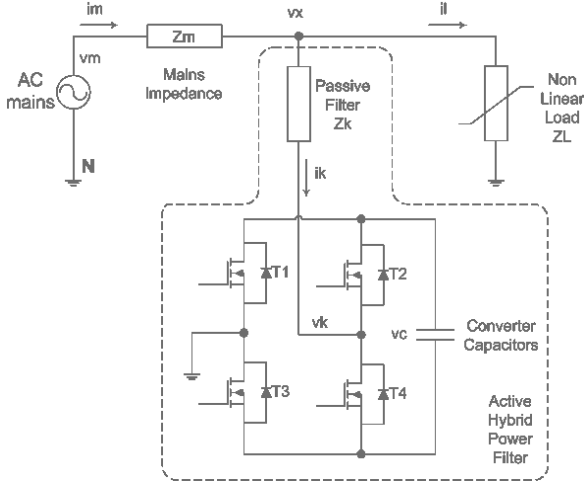 im
vx
il
Zm
vm
Mains
Impedance
AC
mains
N
Passive
Filter
Zk
Non
Linear
Load
ZL
ik
T1
T2
vk
vc
Converter
Capacitors
T3
T4
Active
Hybrid
Power
Filter